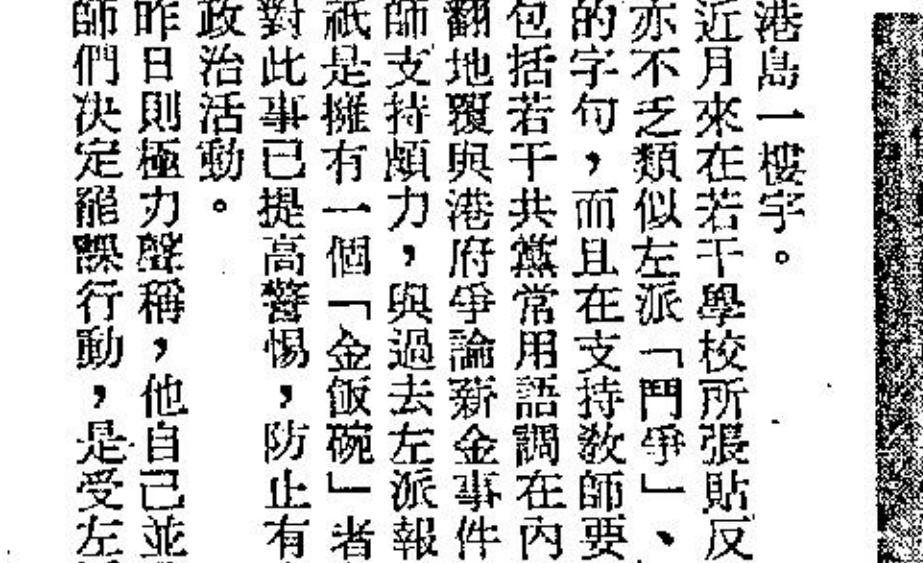 港島一樓宇。
近月來在若干學校所張貼反
亦不乏類似左派「鬥爭」、
的字句，而且在支持敎師要
包括若干共黨常用語調在內
翻地覆與港府爭論薪金事件
師支持頗力，與過去左派報
祇是擁有一個「金飯碗」者
對此事已提高警惕，防止有
政治活動。
昨日則極力聲稱，他自己並
師們決定罷課行動，是受左